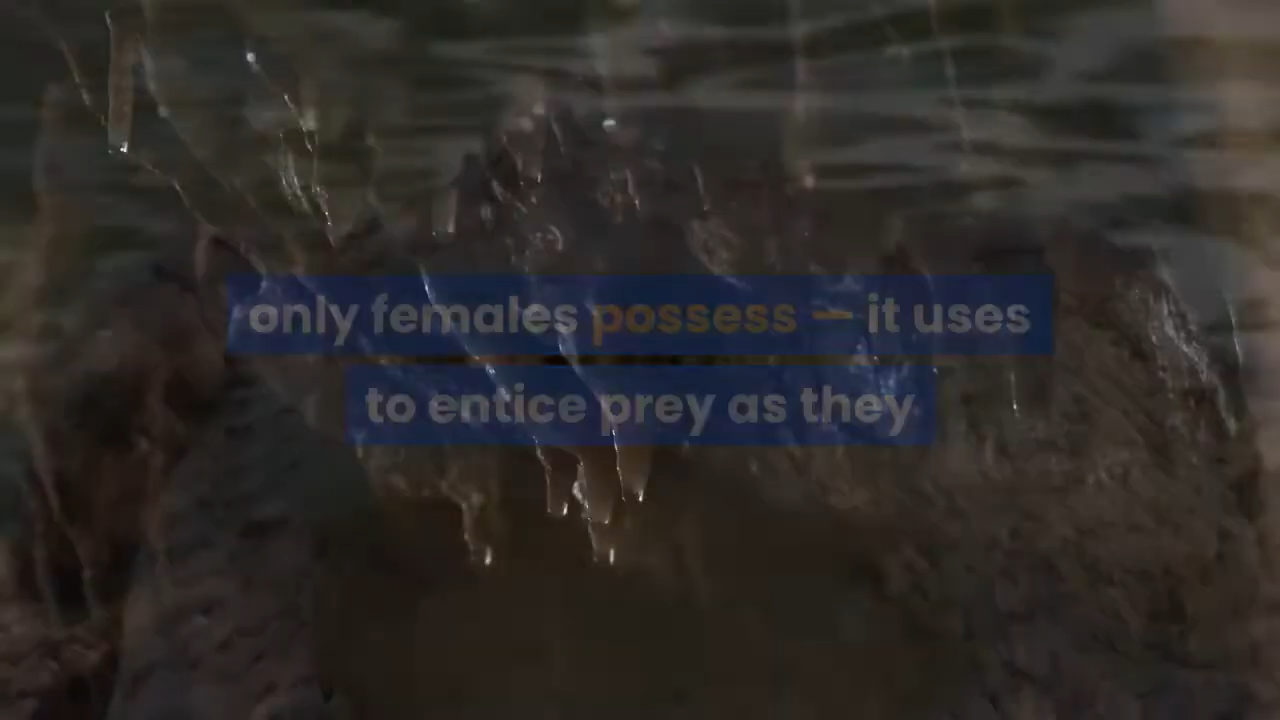 only females possess — it uses
to entice prey as they